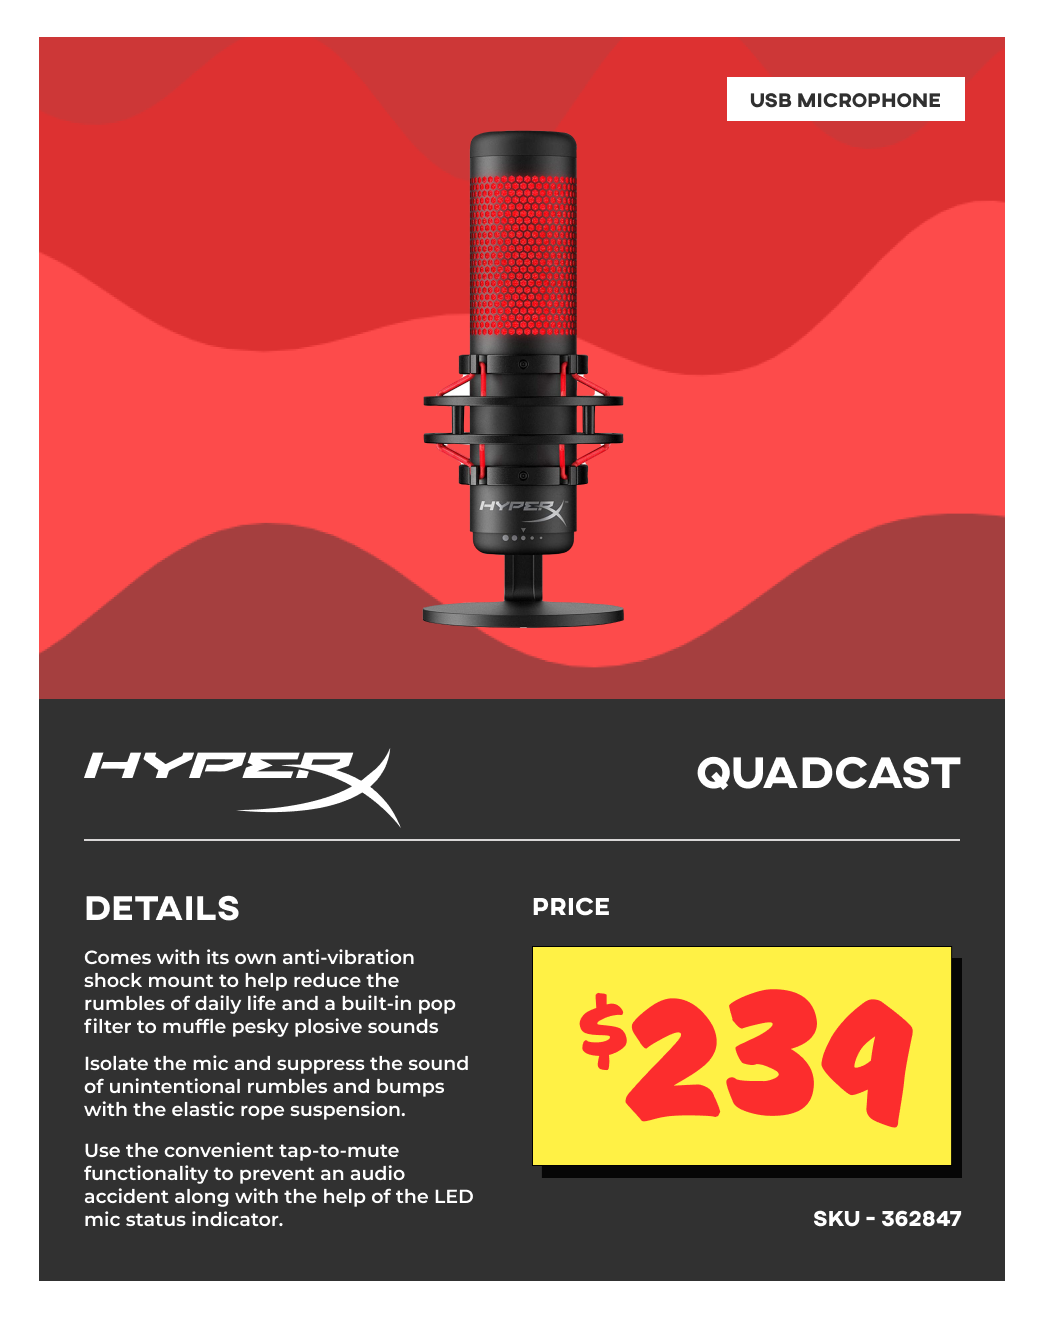 USB MICROPHONE
HYPERX
HYPERX
QUADCAST
DETAILS
Comes with its own anti-vibration
shock mount to help reduce the
rumbles of daily life and a built-in pop
filter to muffle pesky plosive sounds
Isolate the mic and suppress the sound
of unintentional rumbles and bumps
with the elastic rope suspension.
Use the convenient tap-to-mute
functionality to prevent an audio
accident along with the help of the LED
mic status indicator.
PRICE
$239
SKU - 362847